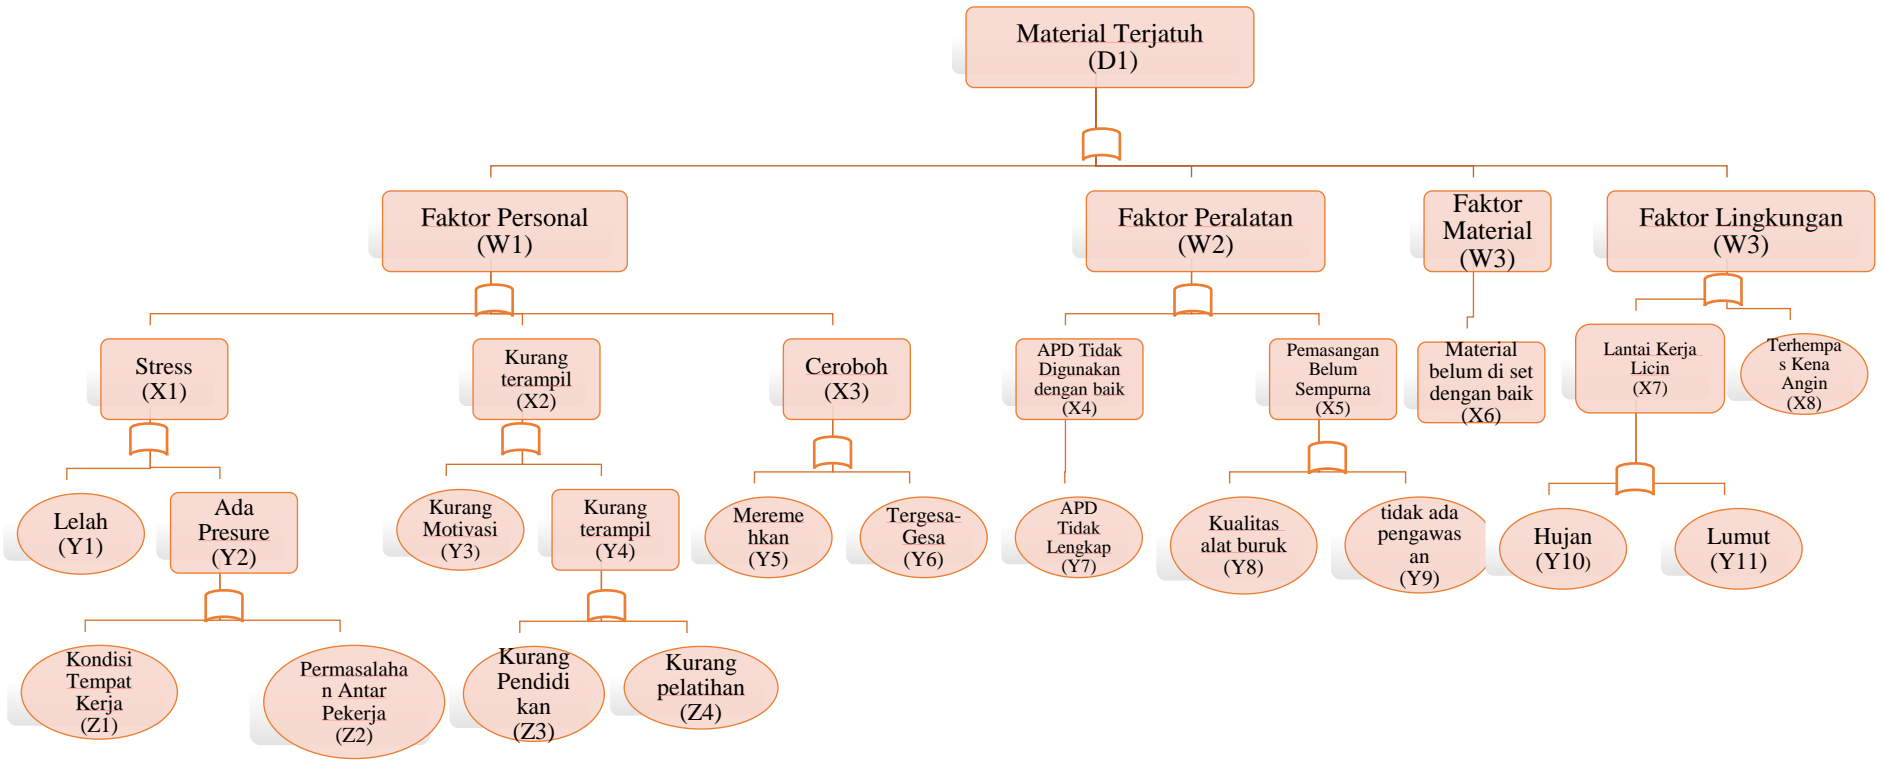 Material Terjatuh
(D1)
Faktor Personal
(W1)
Faktor Peralatan
(W2)
Faktor
Material
(W3)
Faktor Lingkungan
(W3)
Stress
(X1)
Kurang
terampil
(X2)
Ceroboh
(X3)
APD Tidak
Digunakan
dengan baik
(X4)
Pemasangan
Belum
Sempurna
(X5)
Material
belum di set
dengan baik
(X6)
Lantai Kerja
Licin
(X7)
Terhempa
s Kena
Angin
(X8)
Lelah
(Y1)
Ada
Presure
(Y2)
Kurang
Motivasi
(Y3)
Kurang
terampil
(Y4)
Mereme
hkan
(Y5)
Tergesa-
Gesa
(Y6)
APD
Tidak
Lengkap
(Y7)
Kualitas
alat buruk
(Y8)
tidak ada
pengawas
an
(Y9)
Hujan
(Y10)
Lumut
(Y11)
Kondisi
Tempat
Kerja
(Z1)
Permasalaha
n Antar
Pekerja
(Z2)
Kurang
Pendidi
kan
(Z3)
Kurang
pelatihan
(Z4)